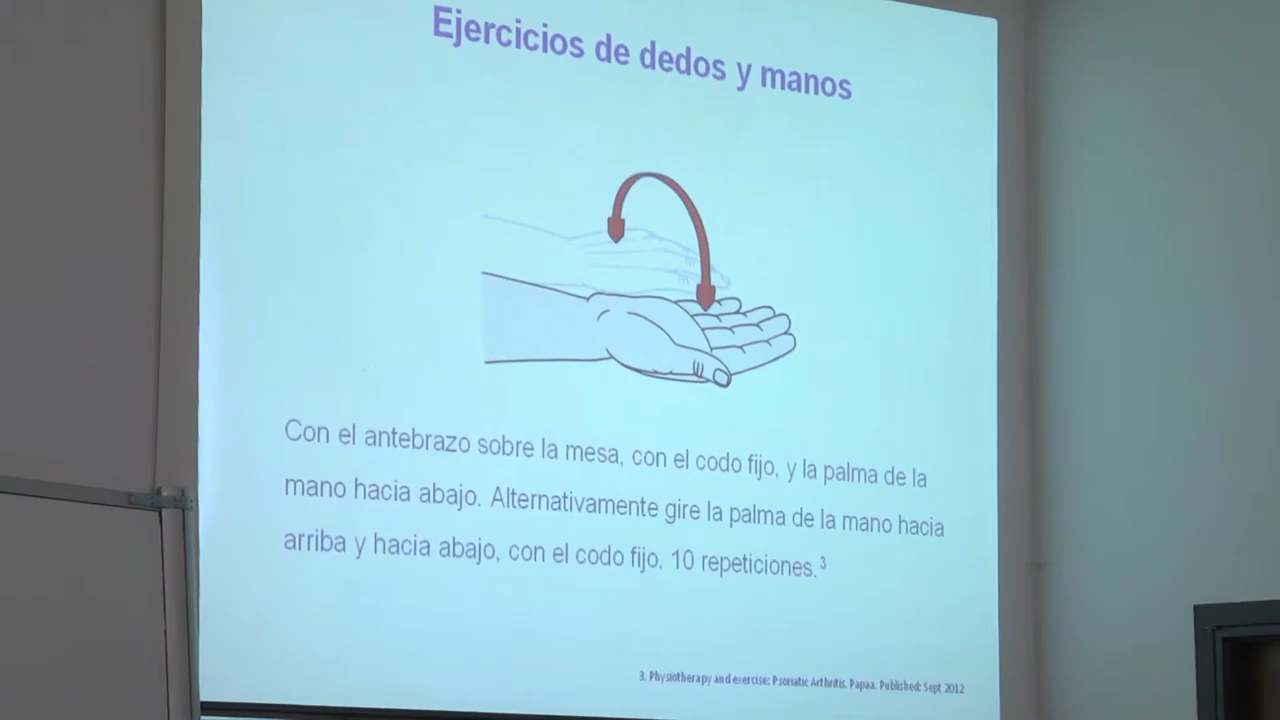 Ejercicios de dedos y manos
Con el antebrazo sobre la mesa, con el codo fijo, y la palma de la
mano hacia abajo. Alternativamente gire la palma de la mano hacia
arriba y hacia abajo, con el codo fijo. 10 repeticiones.³
3. Physiotherapy and exercise: Psoriatic Arthritis. Papaa. Published: Sept 2012